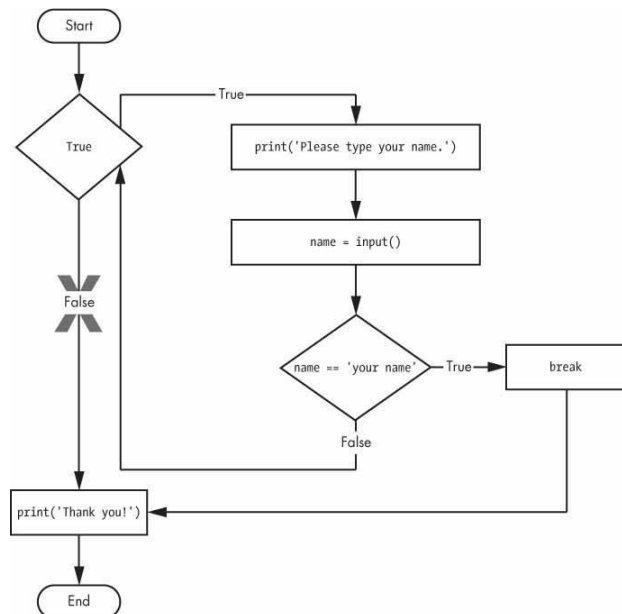 Start
True
True
print('Please type your name.')
name = input()
False
name == 'your name'
True
break
False
print('Thank you!')
End